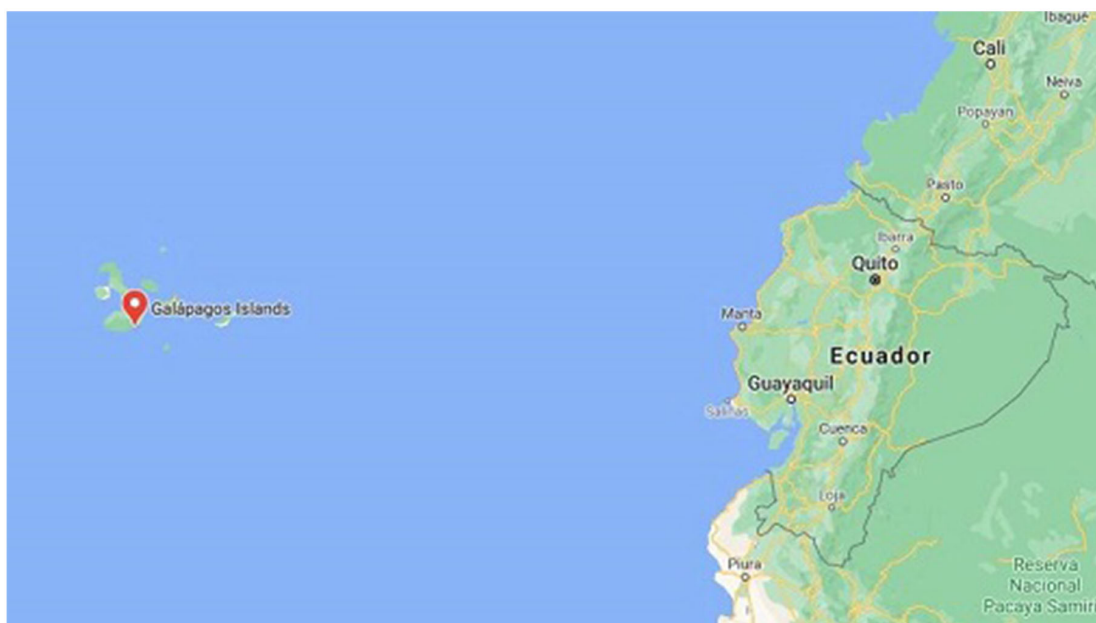 Ibagué
Cali
Neiva
Popayan
Pasto
Ibarra
Quito
Galápagos Islands
Manta
Ecuador
Guayaquil
Salinas
Cuenca
Loja
Piura
Reserva
Nacional
Pacaya Samiri